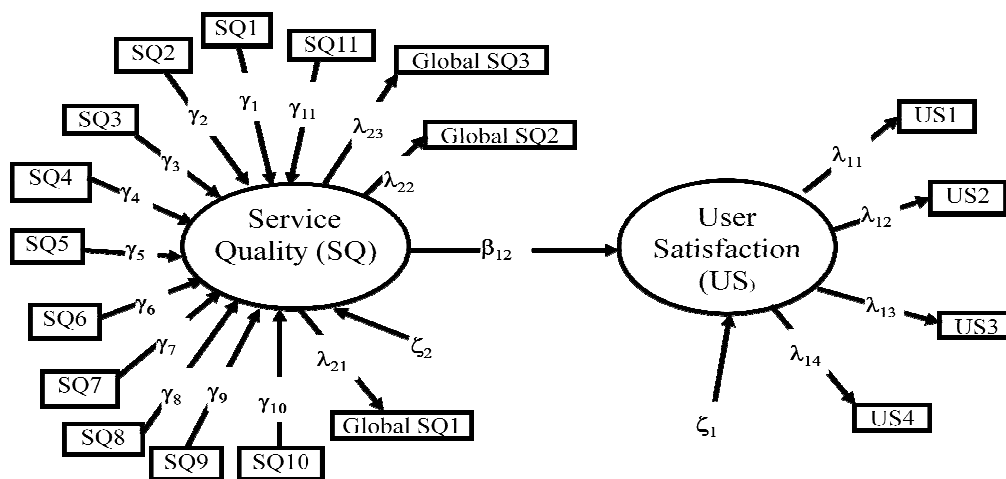 SQ1
SQ2
SQ11
Global SQ3
SQ3
γ₂
γ₁
γ₁₁
λ₂₃
Global SQ2
US1
SQ4
γ₃
λ₂₂
λ₁₁
γ₄
Service
Quality (SQ)
User
Satisfaction
(US)
λ₁₂
US2
SQ5
γ₅
β₁₂
SQ6
γ₆
λ₁₃
US3
γ₇
λ₂₁
ζ₂
λ₁₄
SQ7
γ₈
γ₉
γ₁₀
Global SQ1
ζ₁
US4
SQ8
SQ9
SQ10